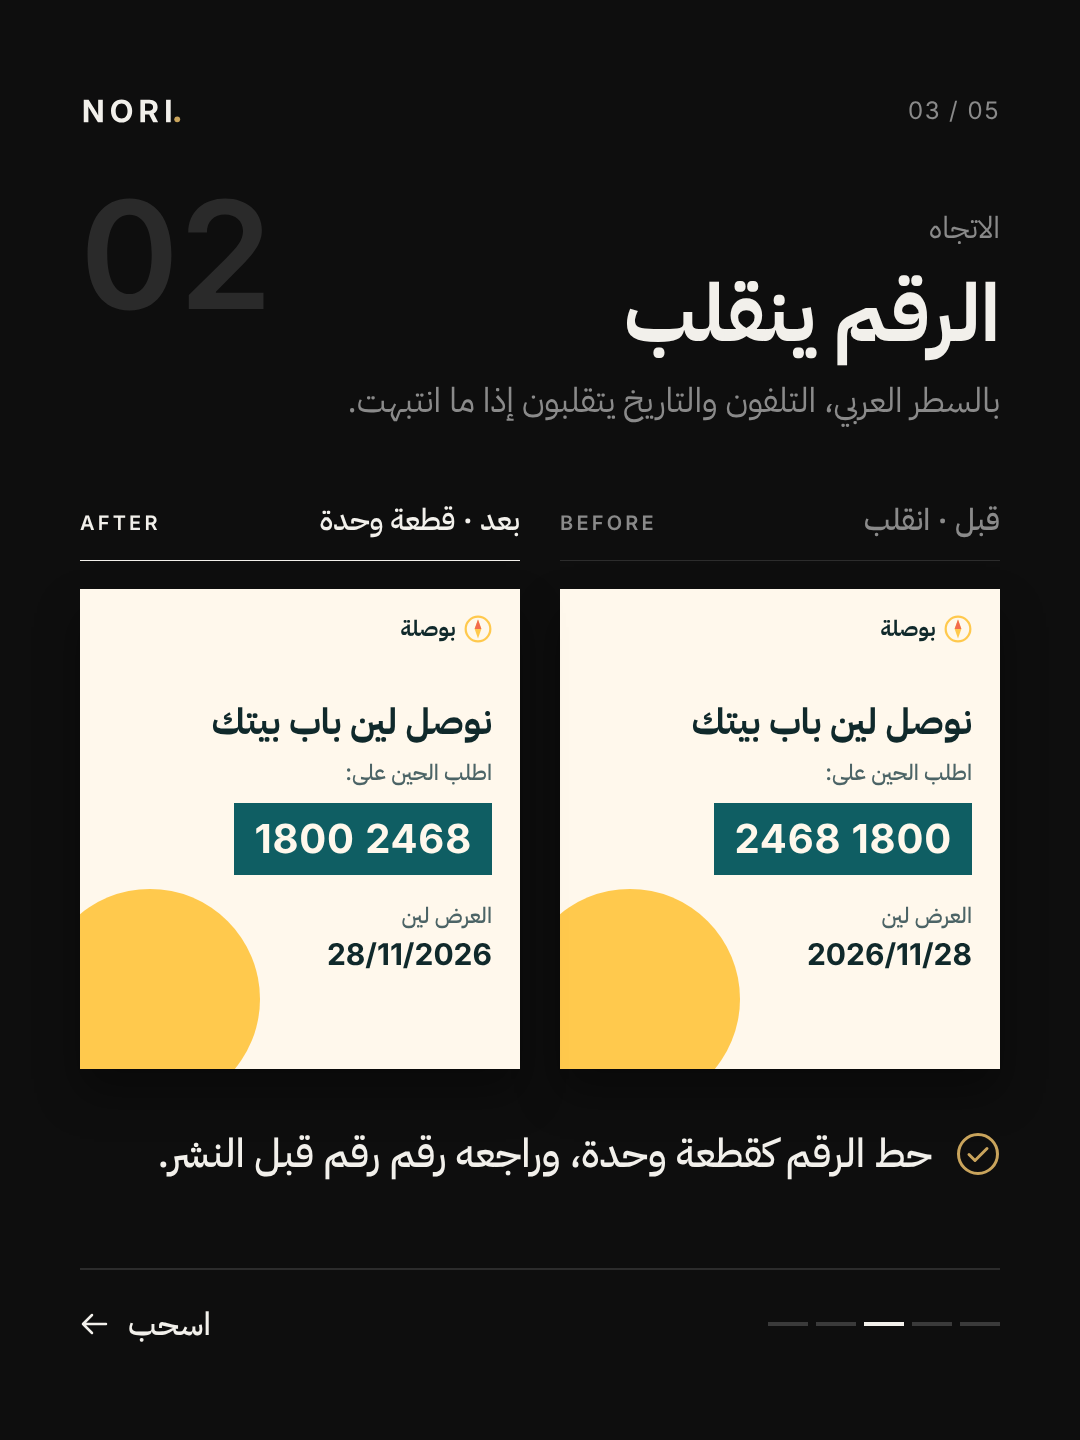 NORI.
03 / 05
02
الاتجاه
الرقم ينقلب
بالسطر العربي، التلفون والتاريخ يتقلبون إذا ما انتبهت.
قبل · انقلب
BEFORE
بوصلة
نوصل لين باب بيتك
اطلب الحين على:
2468 1800
العرض لين
2026/11/28
بعد · قطعة وحدة
AFTER
بوصلة
نوصل لين باب بيتك
اطلب الحين على:
1800 2468
العرض لين
28/11/2026
حط الرقم كقطعة وحدة، وراجعه رقم رقم قبل النشر.
اسحب ←